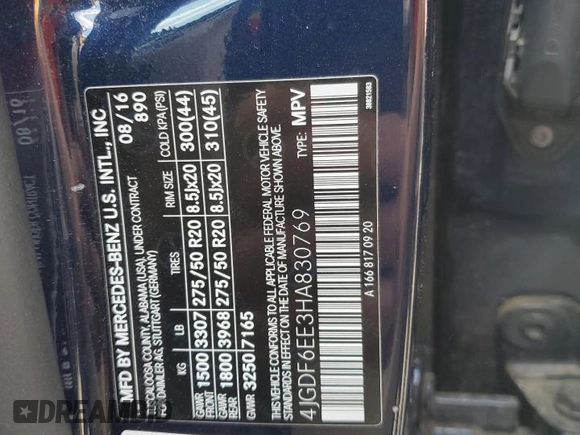 MFD BY MERCEDES-BENZ U.S. INTL., INC
TUSCALOOSA COUNTY, ALABAMA (USA), UNDER CONTRACT 08/16
FOR DAIMLER AG, STUTTGART (GERMANY) 890
KG LB TIRES RIM SIZE COLD KPA (PSI)
GAWR FRONT 1500 3307 275/50 R20 8.5Jx20 300(44)
GAWR REAR 1800 3968 275/50 R20 8.5Jx20 310(45)
GVWR 3250 7165
THIS VEHICLE CONFORMS TO ALL APPLICABLE FEDERAL MOTOR VEHICLE SAFETY
STANDARDS IN EFFECT ON THE DATE OF MANUFACTURE SHOWN ABOVE.
4JGDF6EE3HA830769 TYPE: MPV
A 166 817 09 20
38821583
DREAMBID